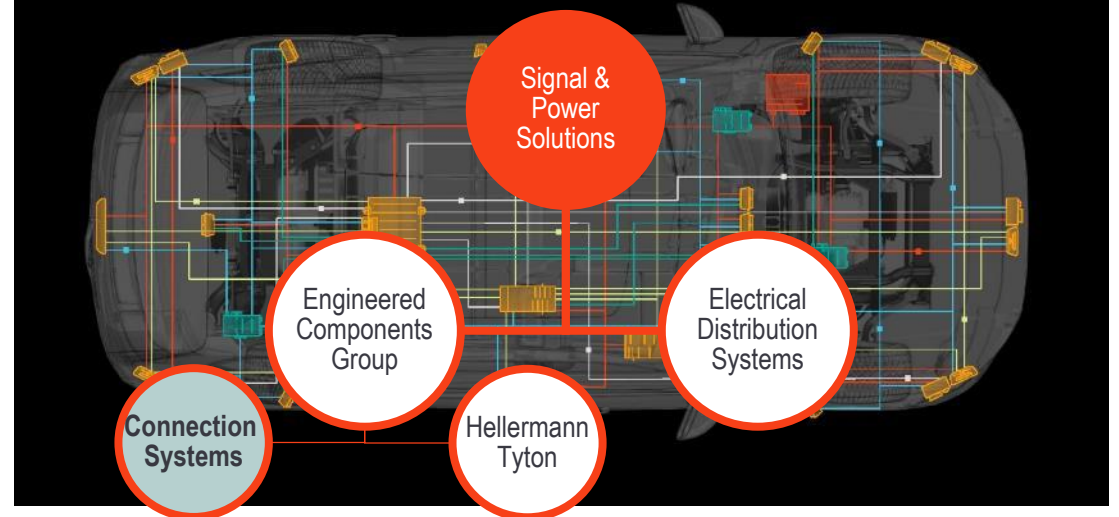 Signal &
Power
Solutions
Engineered
Components
Group
Electrical
Distribution
Systems
Connection
Systems
Hellermann
Tyton